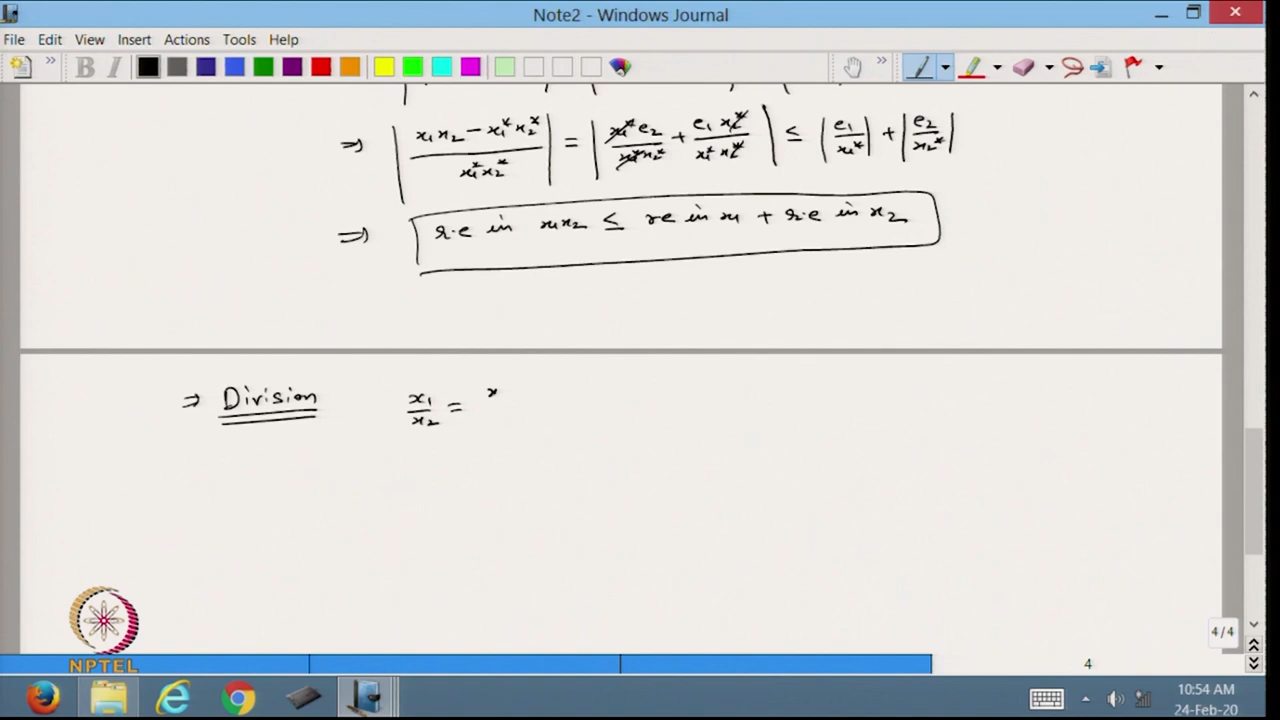 Note2 - Windows Journal
File Edit View Insert Actions Tools Help
B I
⇒ | (x₁x₂ − x₁*x₂*) / (x₁*x₂*) | = | (x₁*e₂)/(x₁*x₂*) + (e₁x₂*)/(x₁*x₂*) | ≤ | e₁/x₁* | + | e₂/x₂* |
⇒ r.e in x₁x₂ ≤ re in x₁ + r.e in x₂
⇒ Division x₁/x₂ = x
4/4
NPTEL
4
10:54 AM
24-Feb-20